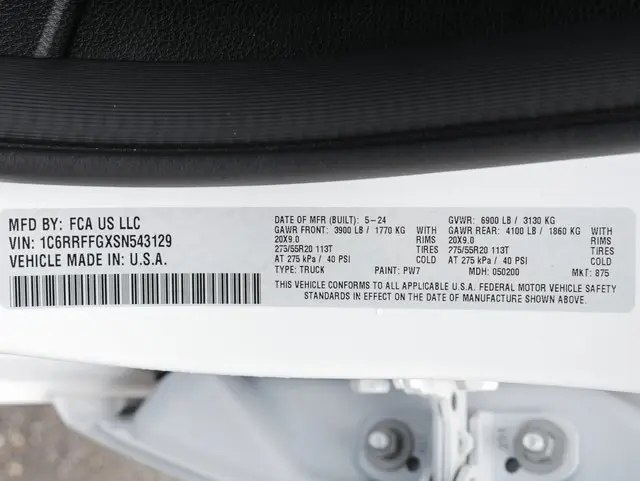 MFD BY: FCA US LLC
VIN: 1C6RRFFGXSN543129
VEHICLE MADE IN: U.S.A.
DATE OF MFR (BUILT): 5-24
GAWR FRONT: 3900 LB / 1770 KG WITH
20X9.0 RIMS
275/55R20 113T TIRES
AT 275 kPa / 40 PSI COLD
TYPE: TRUCK PAINT: PW7
GVWR: 6900 LB / 3130 KG
GAWR REAR: 4100 LB / 1860 KG WITH
20X9.0 RIMS
275/55R20 113T TIRES
AT 275 kPa / 40 PSI COLD
MDH: 050200 MKT: 875
THIS VEHICLE CONFORMS TO ALL APPLICABLE U.S.A. FEDERAL MOTOR VEHICLE SAFETY
STANDARDS IN EFFECT ON THE DATE OF MANUFACTURE SHOWN ABOVE.